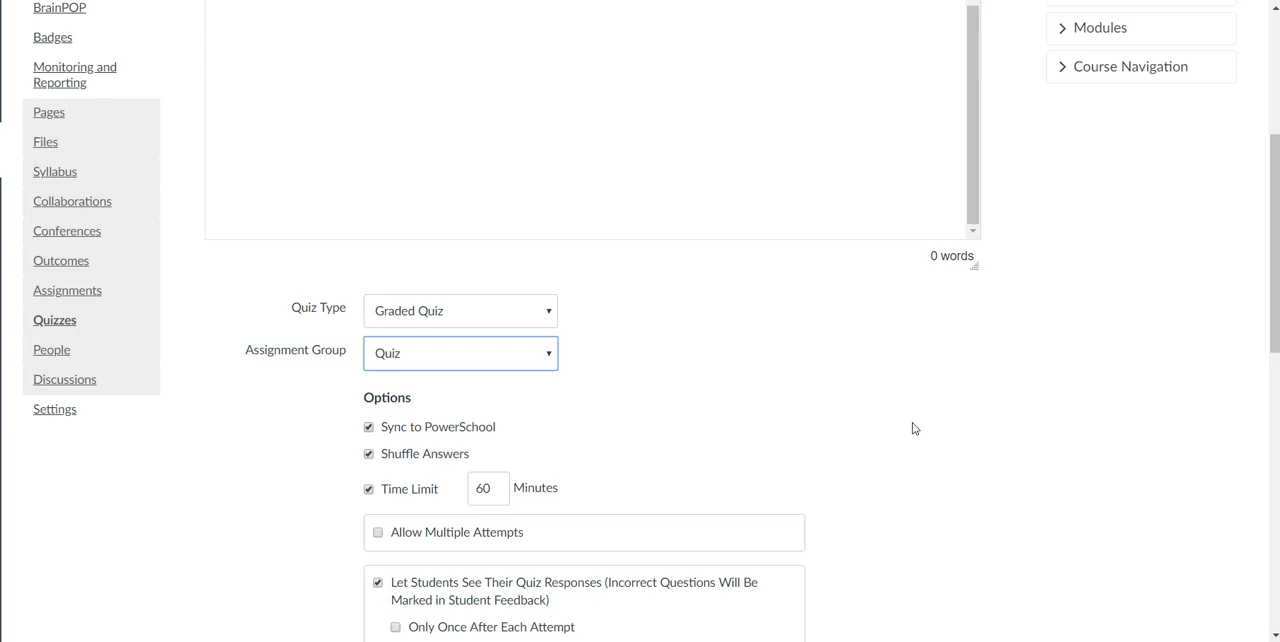 BrainPOP
Badges
Monitoring and
Reporting
Pages
Files
Syllabus
Collaborations
Conferences
Outcomes
Assignments
Quizzes
People
Discussions
Settings
0 words
Quiz Type
Graded Quiz
Assignment Group
Quiz
Options
Sync to PowerSchool
Shuffle Answers
Time Limit 60 Minutes
Allow Multiple Attempts
Let Students See Their Quiz Responses (Incorrect Questions Will Be
Marked in Student Feedback)
Only Once After Each Attempt
Modules
Course Navigation